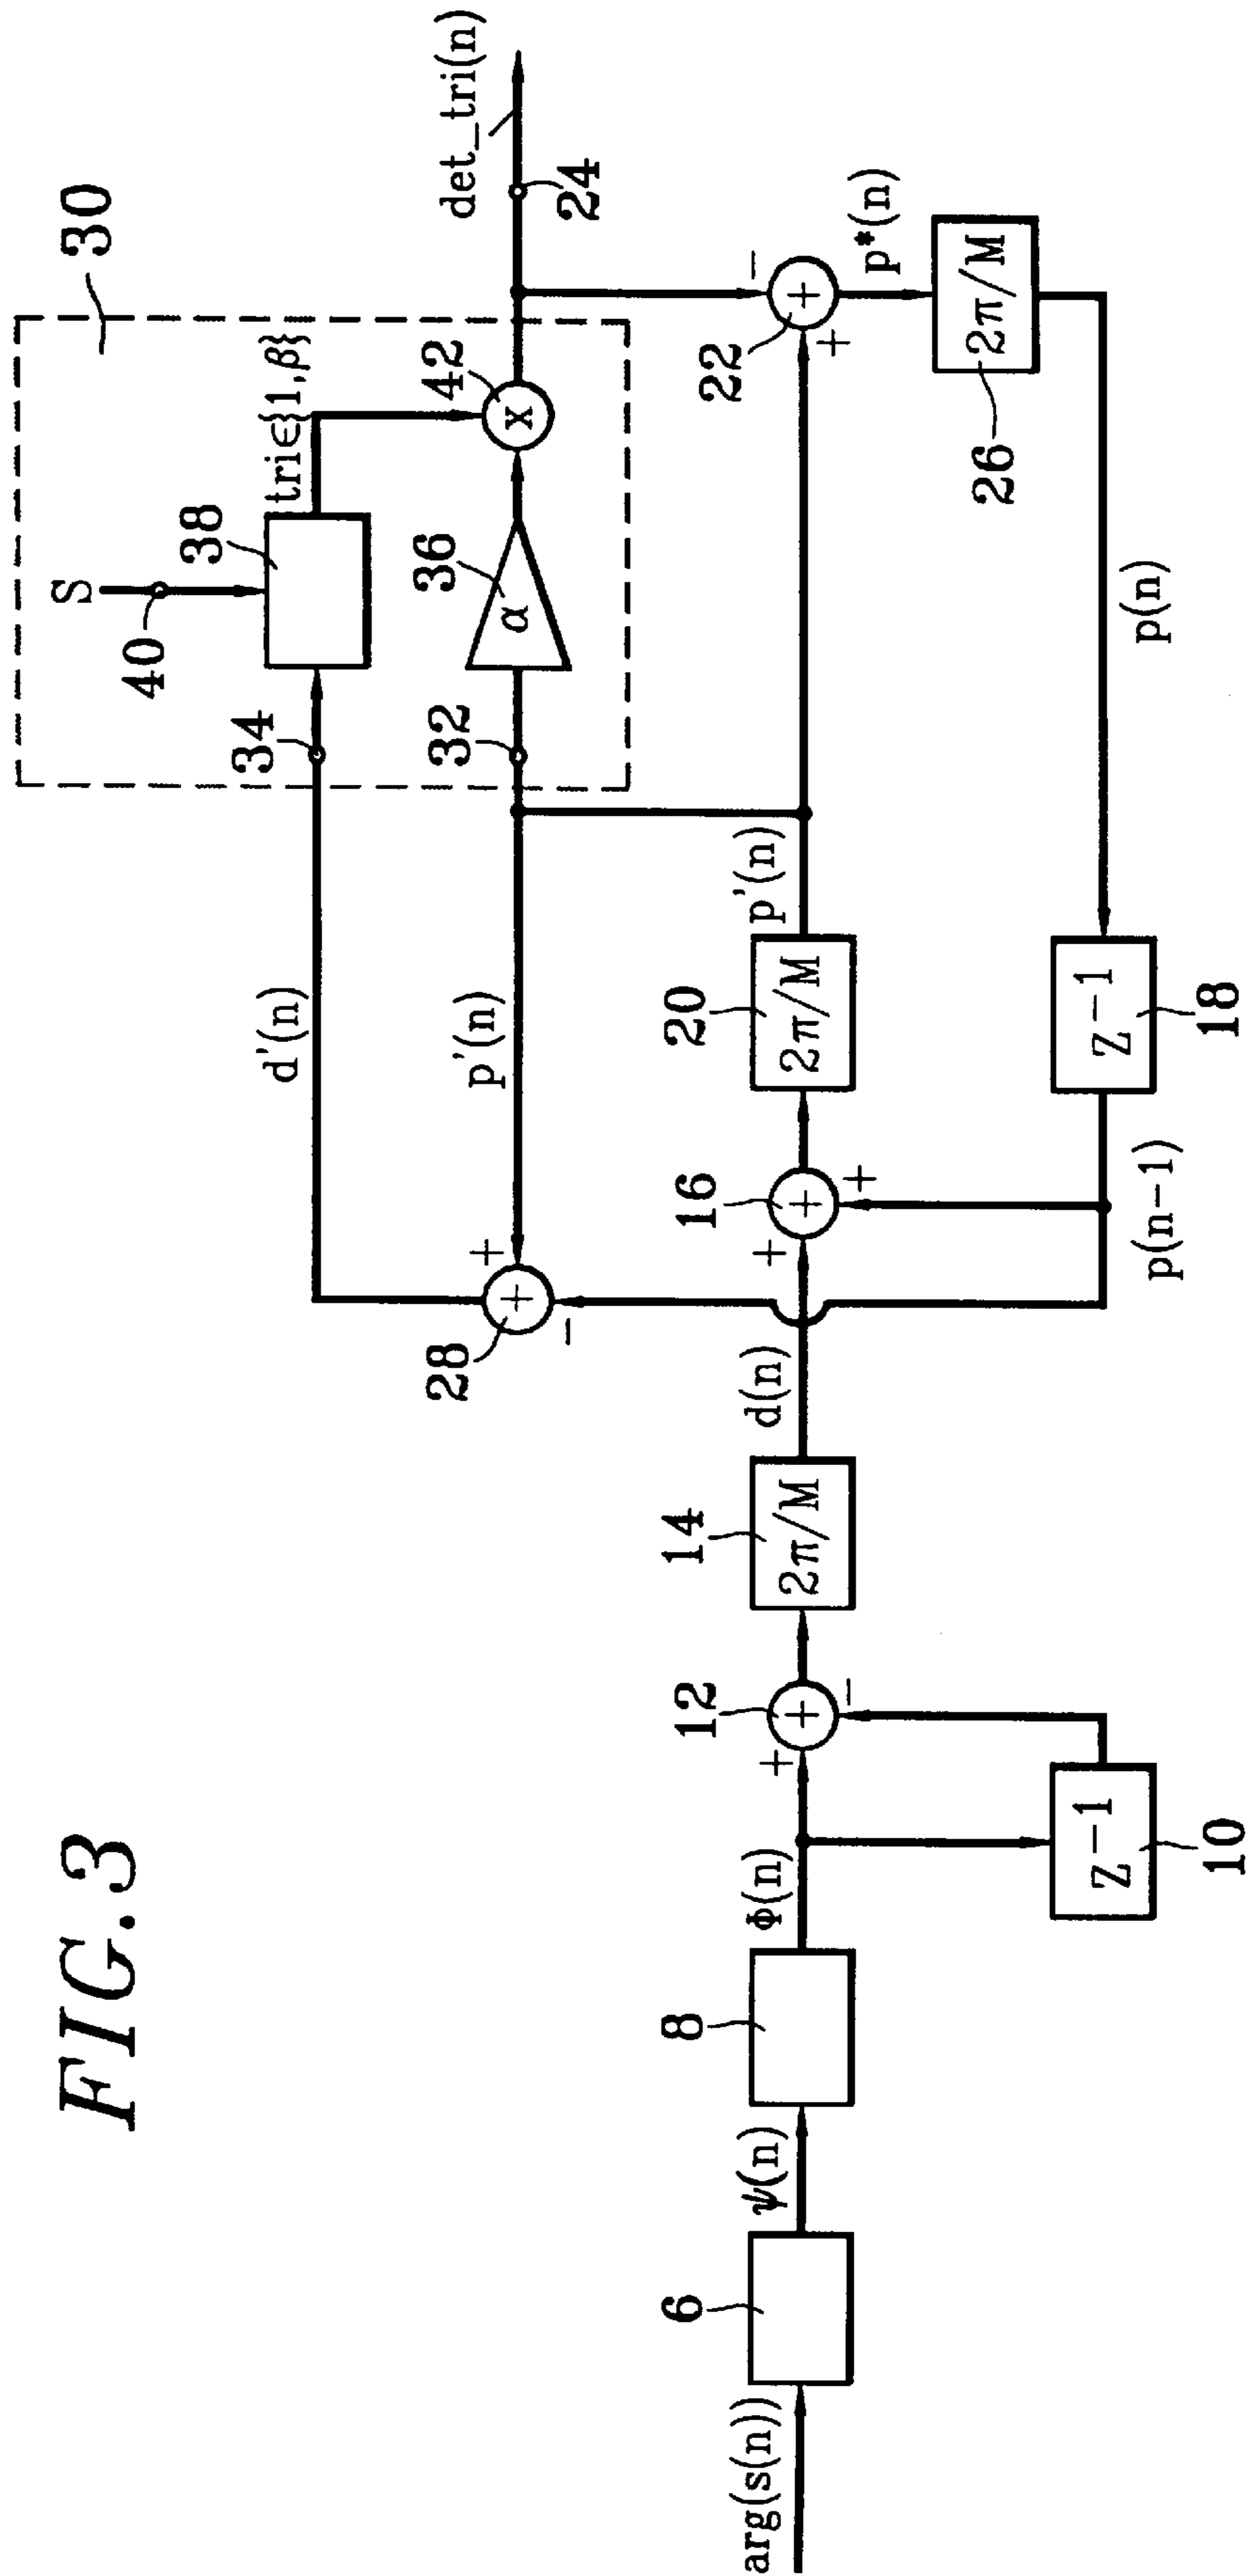 FIG.3
30
S
40
38
tri∈{1,β}
34
d'(n)
42
x
36
α
32
det_tri(n)
24
p'(n)
+
28
+
−
arg(s(n))
6
ψ(n)
8
Φ(n)
+
12
+
−
Z⁻¹
10
14
2π/M
d(n)
+
16
+
+
20
2π/M
p'(n)
22
+
−
+
p*(n)
2π/M
26
p(n)
Z⁻¹
18
p(n−1)